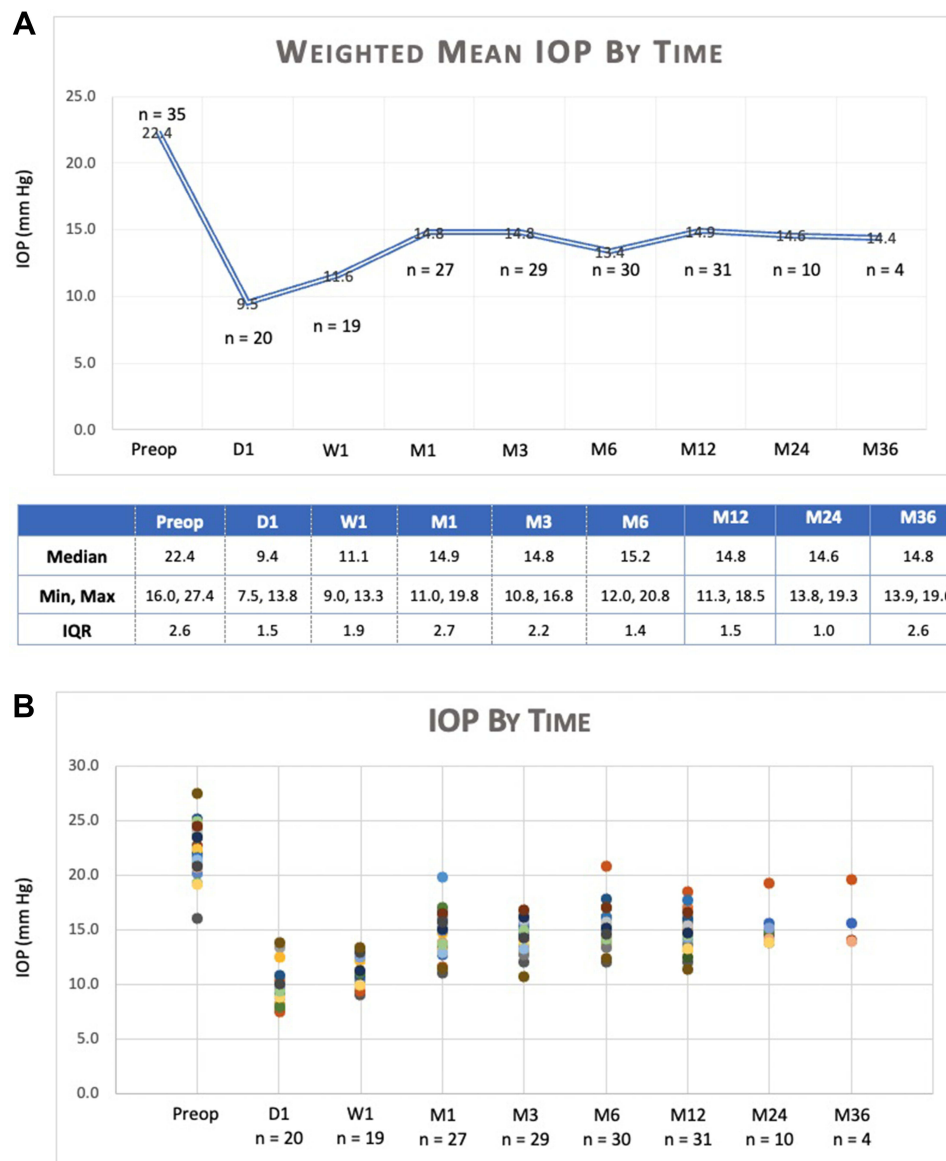 A
WEIGHTED MEAN IOP BY TIME
IOP (mm Hg)
25.0
20.0
15.0
10.0
5.0
0.0
n = 35
22.4
9.5
n = 20
11.6
n = 19
14.8
n = 27
14.8
n = 29
13.4
n = 30
14.9
n = 31
14.6
n = 10
14.4
n = 4
Preop D1 W1 M1 M3 M6 M12 M24 M36
Preop D1 W1 M1 M3 M6 M12 M24 M36
Median 22.4 9.4 11.1 14.9 14.8 15.2 14.8 14.6 14.8
Min, Max 16.0, 27.4 7.5, 13.8 9.0, 13.3 11.0, 19.8 10.8, 16.8 12.0, 20.8 11.3, 18.5 13.8, 19.3 13.9,
IQR 2.6 1.5 1.9 2.7 2.2 1.4 1.5 1.0 2.6
B
IOP BY TIME
IOP (mm Hg)
30.0
25.0
20.0
15.0
10.0
5.0
0.0
Preop D1 W1 M1 M3 M6 M12 M24 M36
n = 20 n = 19 n = 27 n = 29 n = 30 n = 31 n = 10 n = 4